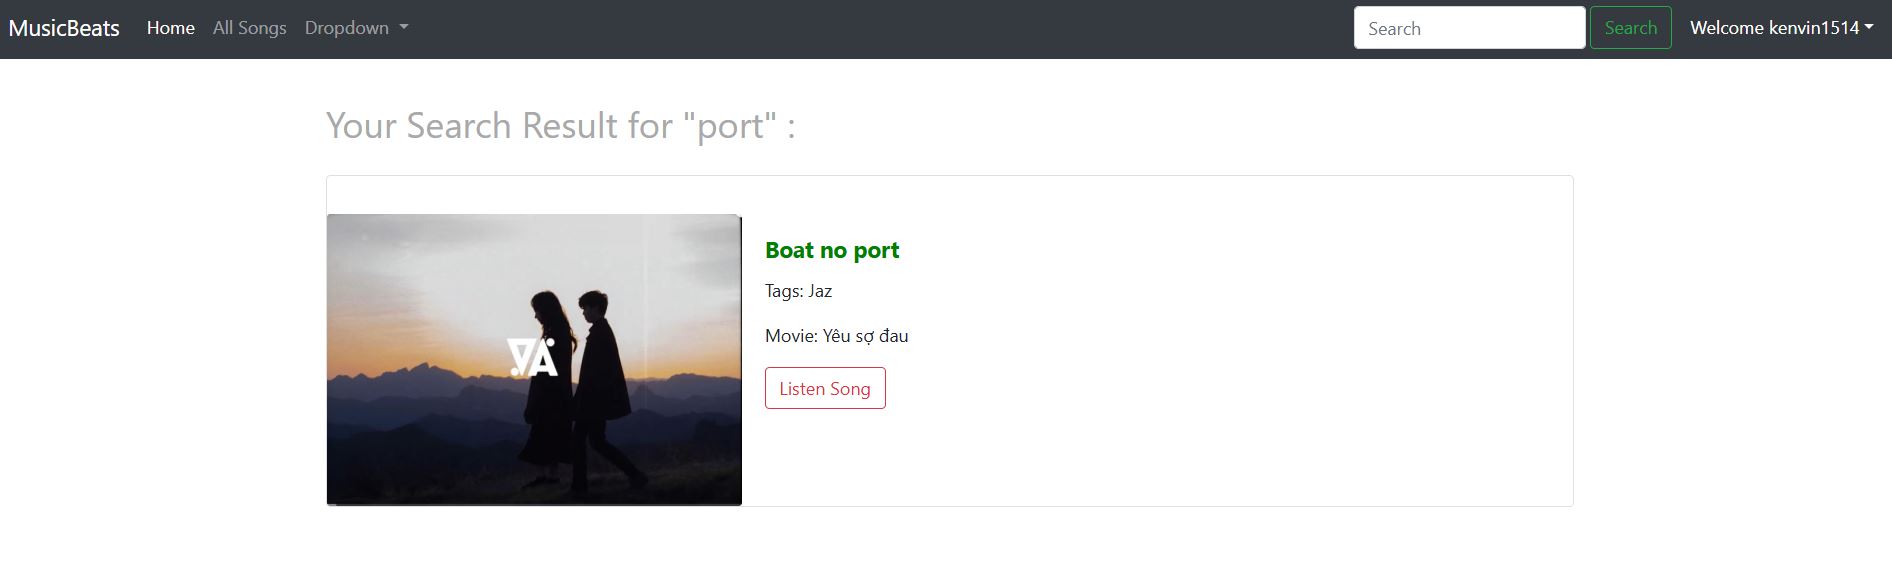 MusicBeats Home All Songs Dropdown Search Search Welcome kenvin1514
Your Search Result for "port" :
Boat no port
Tags: Jaz
Movie: Yêu sợ đau
Listen Song